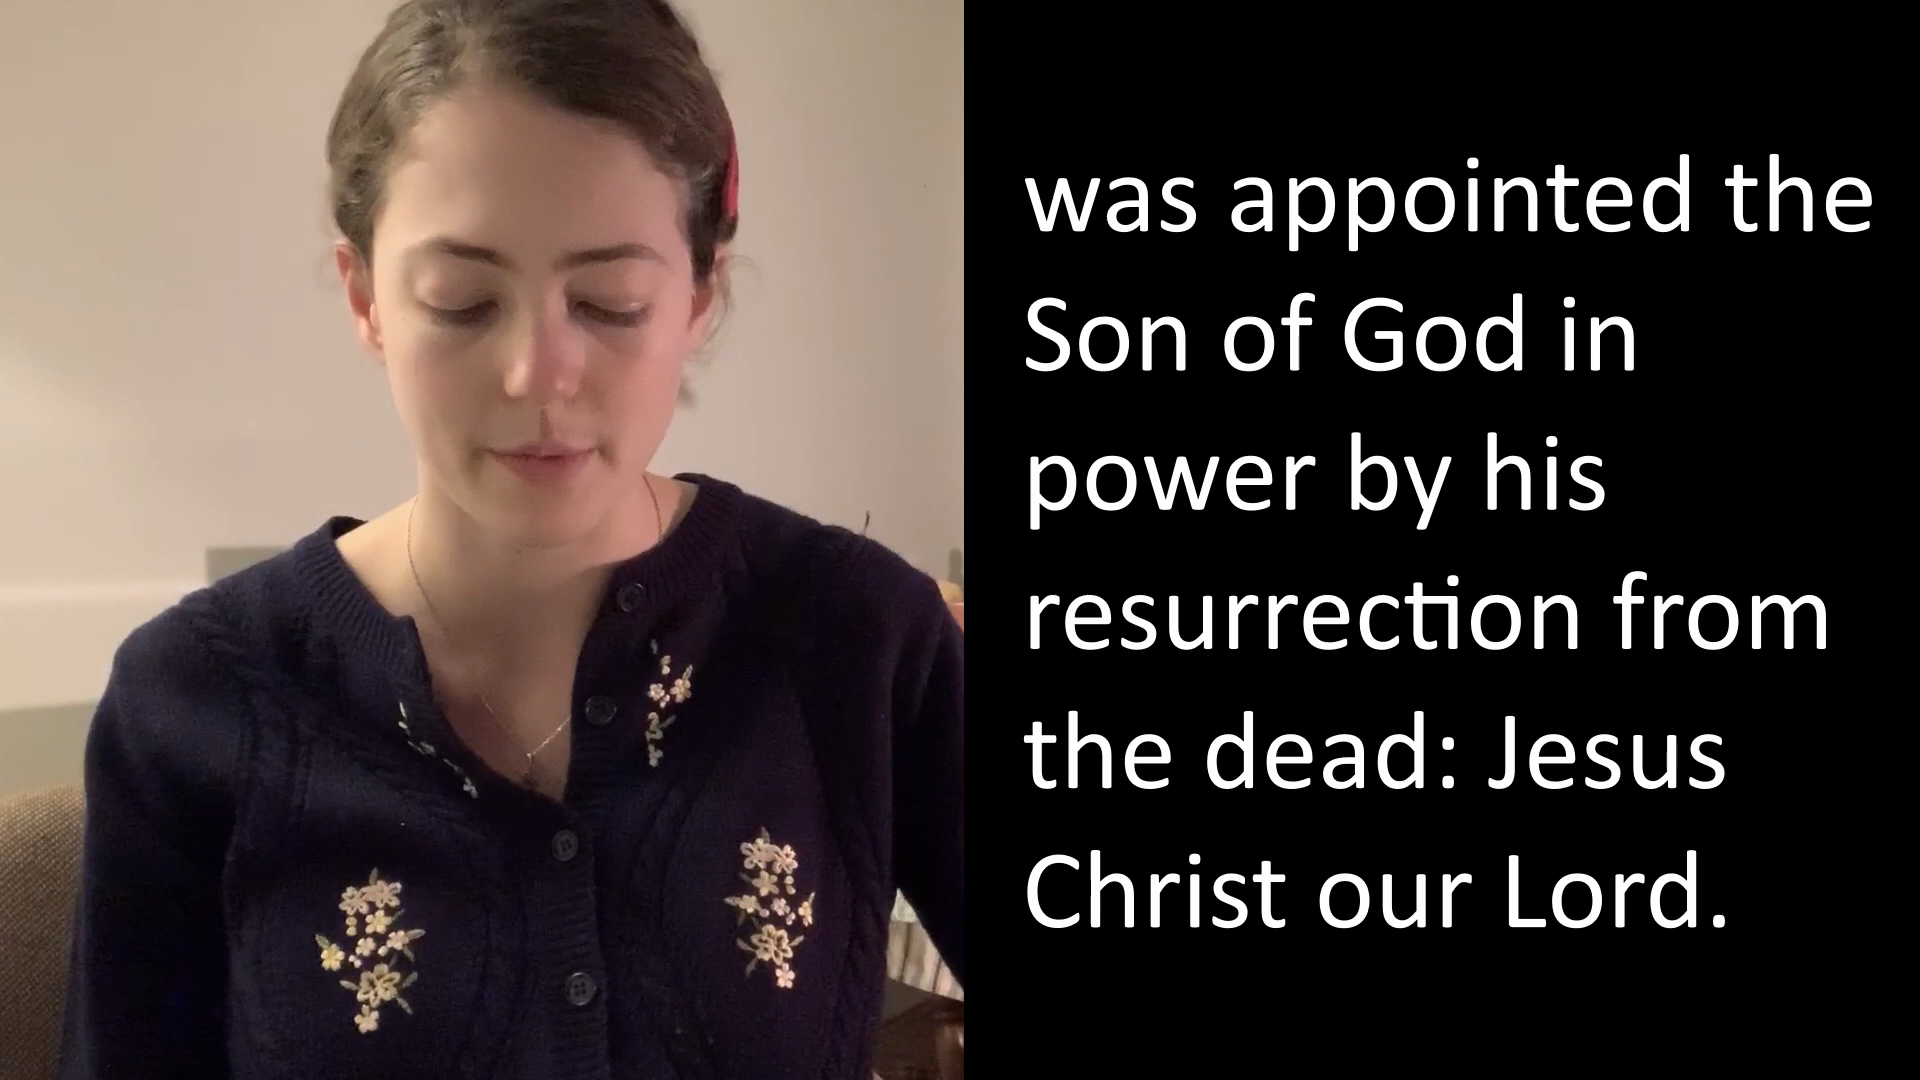 was appointed the
Son of God in
power by his
resurrection from
the dead: Jesus
Christ our Lord.